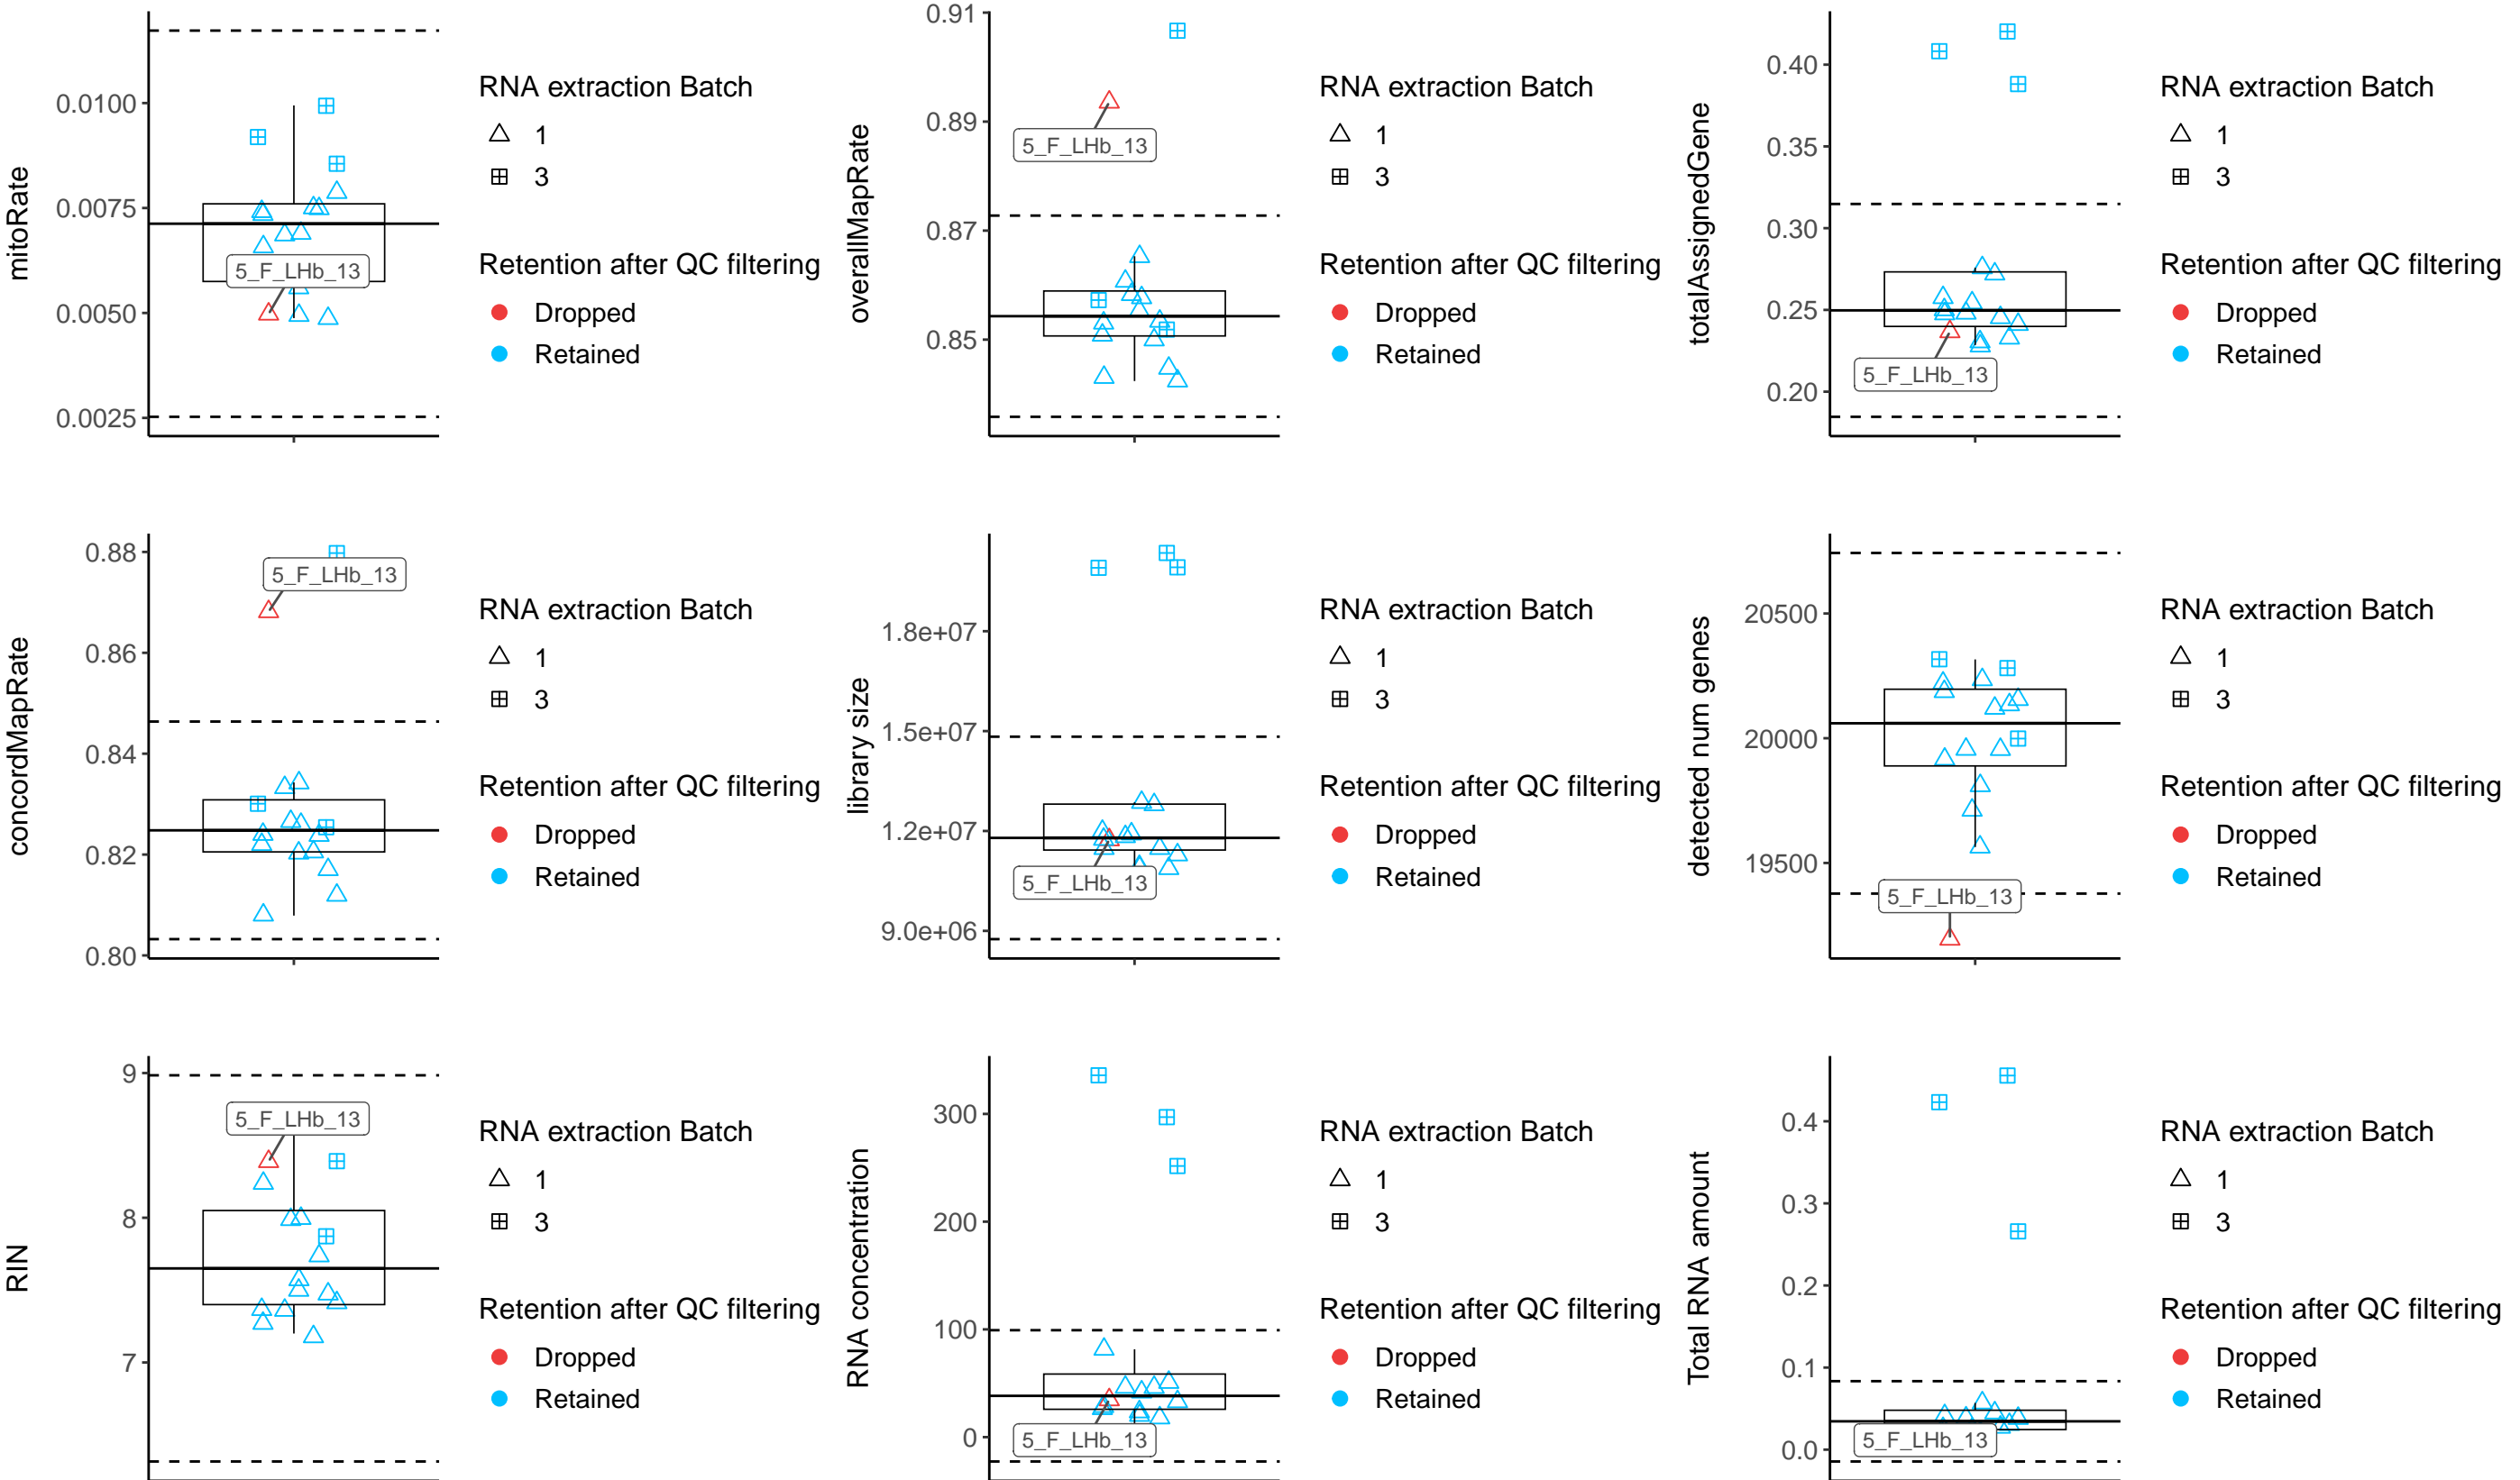 mitoRate
0.0100
0.0075
0.0050
0.0025
5_F_LHb_13
RNA extraction Batch
1
3
Retention after QC filtering
Dropped
Retained
overallMapRate
0.91
0.89
0.87
0.85
5_F_LHb_13
RNA extraction Batch
1
3
Retention after QC filtering
Dropped
Retained
totalAssignedGene
0.40
0.35
0.30
0.25
0.20
5_F_LHb_13
RNA extraction Batch
1
3
Retention after QC filtering
Dropped
Retained
concordMapRate
0.88
0.86
0.84
0.82
0.80
5_F_LHb_13
RNA extraction Batch
1
3
Retention after QC filtering
Dropped
Retained
library size
1.8e+07
1.5e+07
1.2e+07
9.0e+06
5_F_LHb_13
RNA extraction Batch
1
3
Retention after QC filtering
Dropped
Retained
detected num genes
20500
20000
19500
5_F_LHb_13
RNA extraction Batch
1
3
Retention after QC filtering
Dropped
Retained
RIN
9
8
7
5_F_LHb_13
RNA extraction Batch
1
3
Retention after QC filtering
Dropped
Retained
RNA concentration
300
200
100
0
5_F_LHb_13
RNA extraction Batch
1
3
Retention after QC filtering
Dropped
Retained
Total RNA amount
0.4
0.3
0.2
0.1
0.0
5_F_LHb_13
RNA extraction Batch
1
3
Retention after QC filtering
Dropped
Retained